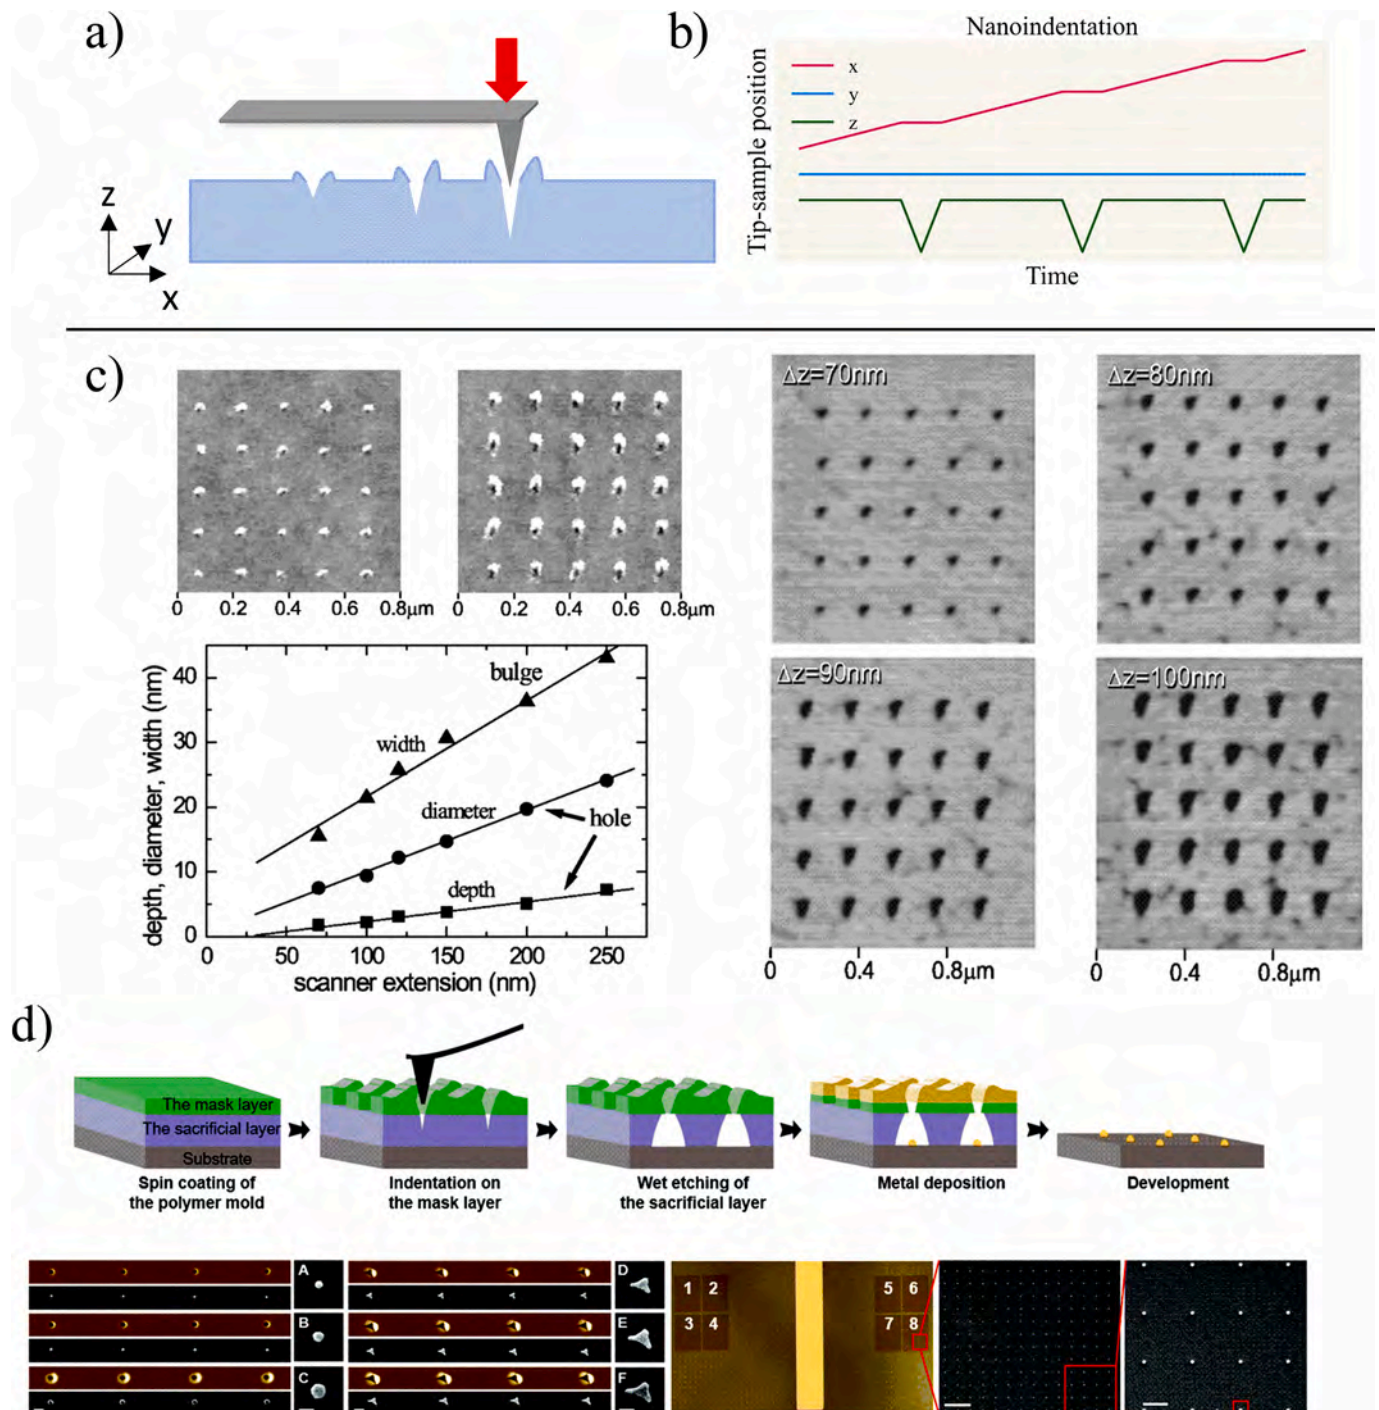 a)
z
y
x
b)
Nanoindentation
x
y
z
Tip-sample position
Time
c)
0 0.2 0.4 0.6 0.8μm
0 0.2 0.4 0.6 0.8μm
depth, diameter, width (nm)
40
30
20
10
0
bulge
width
diameter
hole
depth
0 50 100 150 200 250
scanner extension (nm)
Δz=70nm
Δz=80nm
Δz=90nm
Δz=100nm
0 0.4 0.8μm
0 0.4 0.8μm
d)
The mask layer
The sacrificial layer
Substrate
Spin coating of
the polymer mold
Indentation on
the mask layer
Wet etching of
the sacrificial layer
Metal deposition
Development
A
B
C
D
E
F
1 2
3 4
5 6
7 8